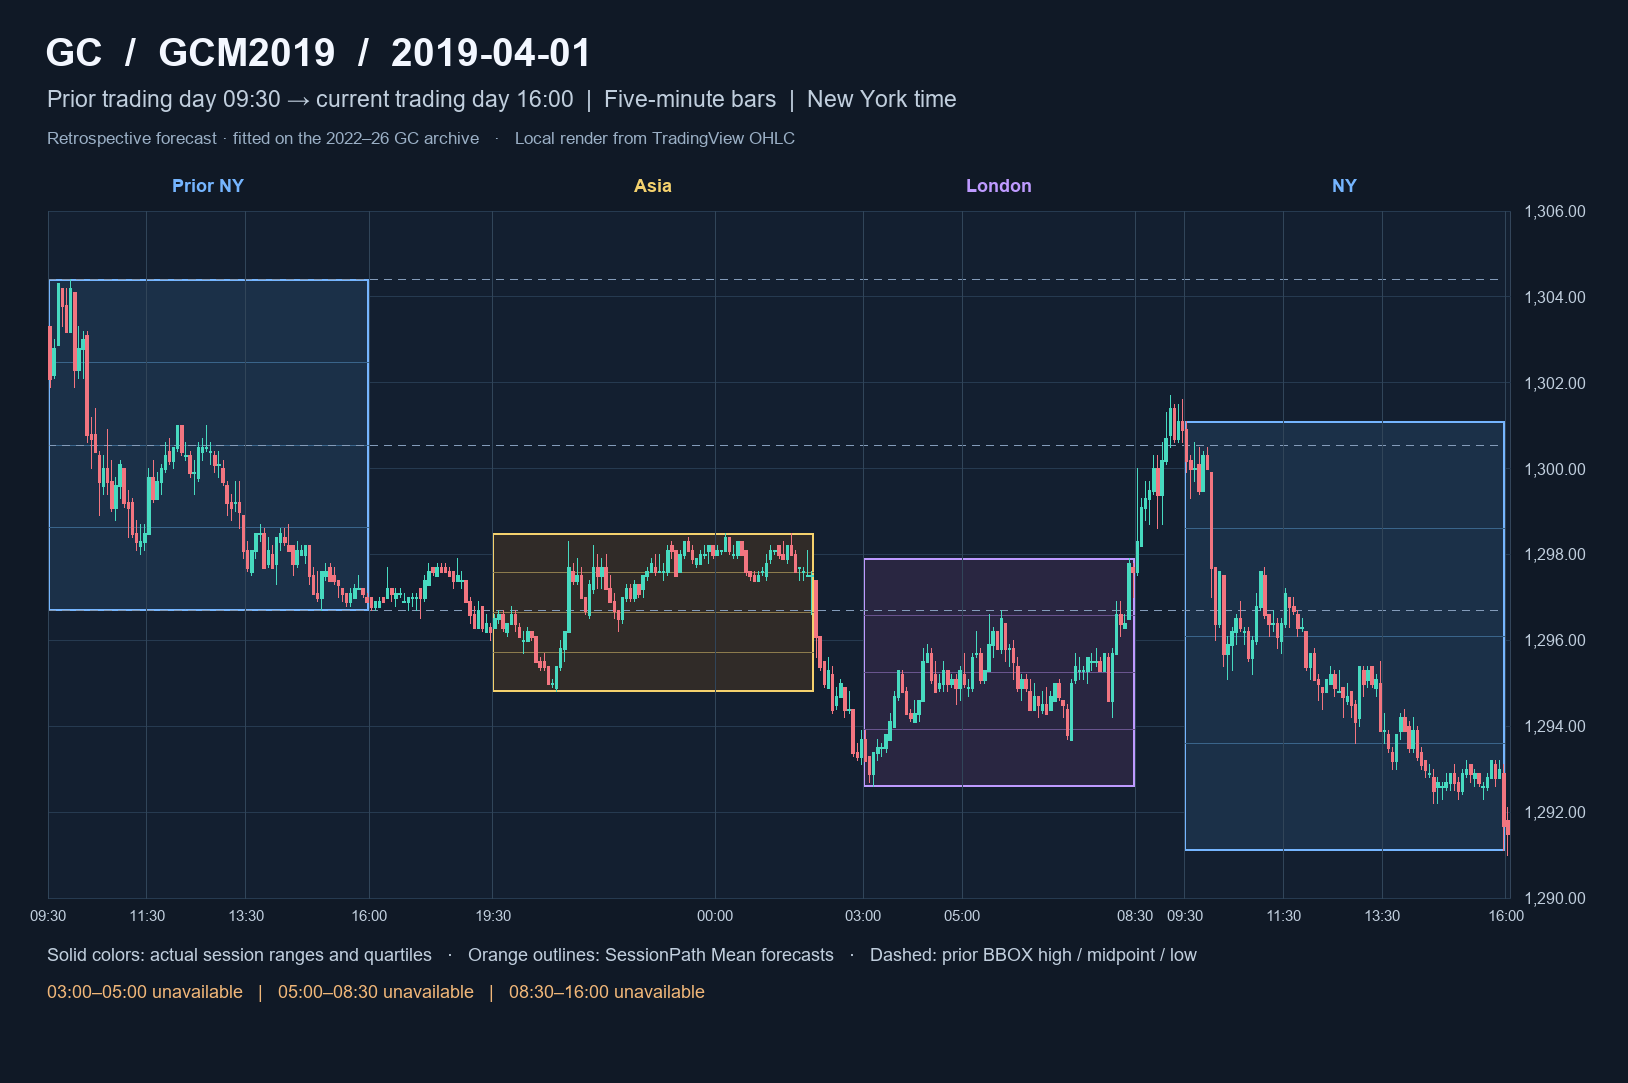 GC / GCM2019 / 2019-04-01
Prior trading day 09:30 → current trading day 16:00 | Five-minute bars | New York time
Retrospective forecast · fitted on the 2022–26 GC archive · Local render from TradingView OHLC
Prior NY Asia London NY
1,306.00
1,304.00
1,302.00
1,300.00
1,298.00
1,296.00
1,294.00
1,292.00
1,290.00
09:30 11:30 13:30 16:00 19:30 00:00 03:00 05:00 08:30 09:30 11:30 13:30 16:00
Solid colors: actual session ranges and quartiles · Orange outlines: SessionPath Mean forecasts · Dashed: prior BBOX high / midpoint / low
03:00–05:00 unavailable | 05:00–08:30 unavailable | 08:30–16:00 unavailable